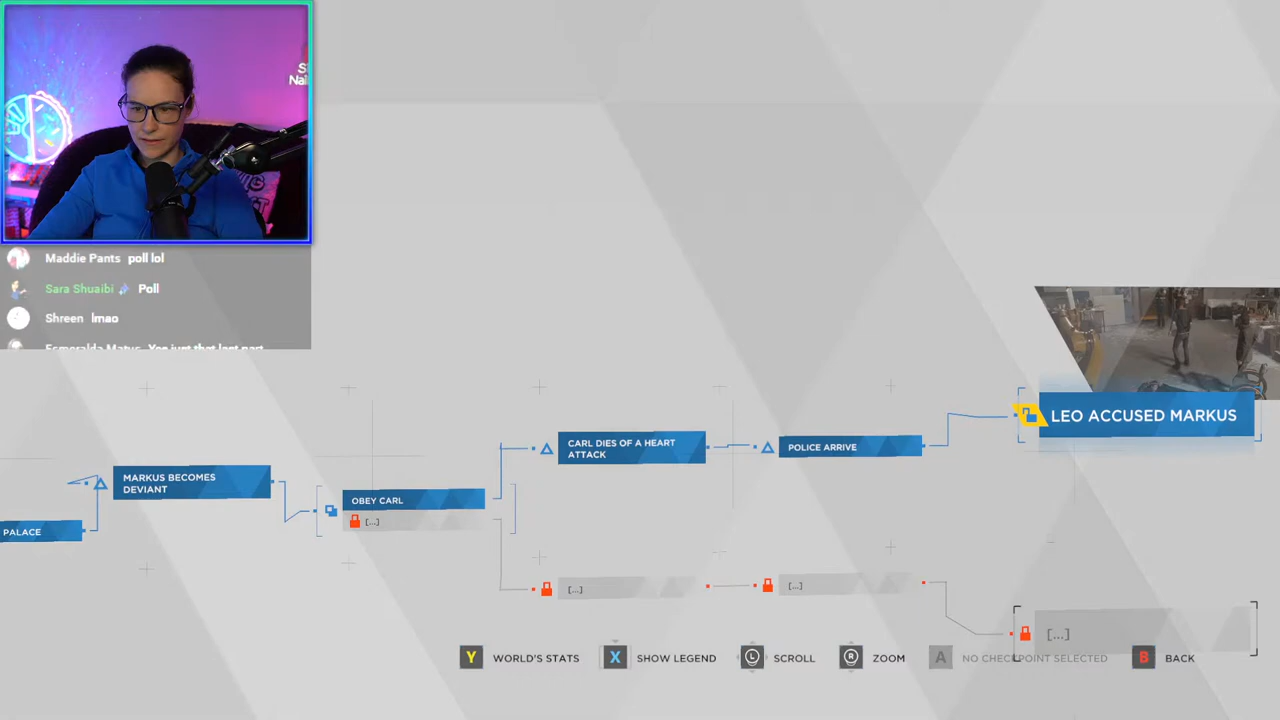 Maddie Pants poll lol
Sara Shuaibi Poll
Shreen lmao
LEO ACCUSED MARKUS
CARL DIES OF A HEART
ATTACK
POLICE ARRIVE
MARKUS BECOMES
DEVIANT
OBEY CARL
[...]
PALACE
[...]
[...]
[...]
Y WORLD'S STATS
X SHOW LEGEND
L SCROLL
R ZOOM
A NO CHECKPOINT SELECTED
B BACK